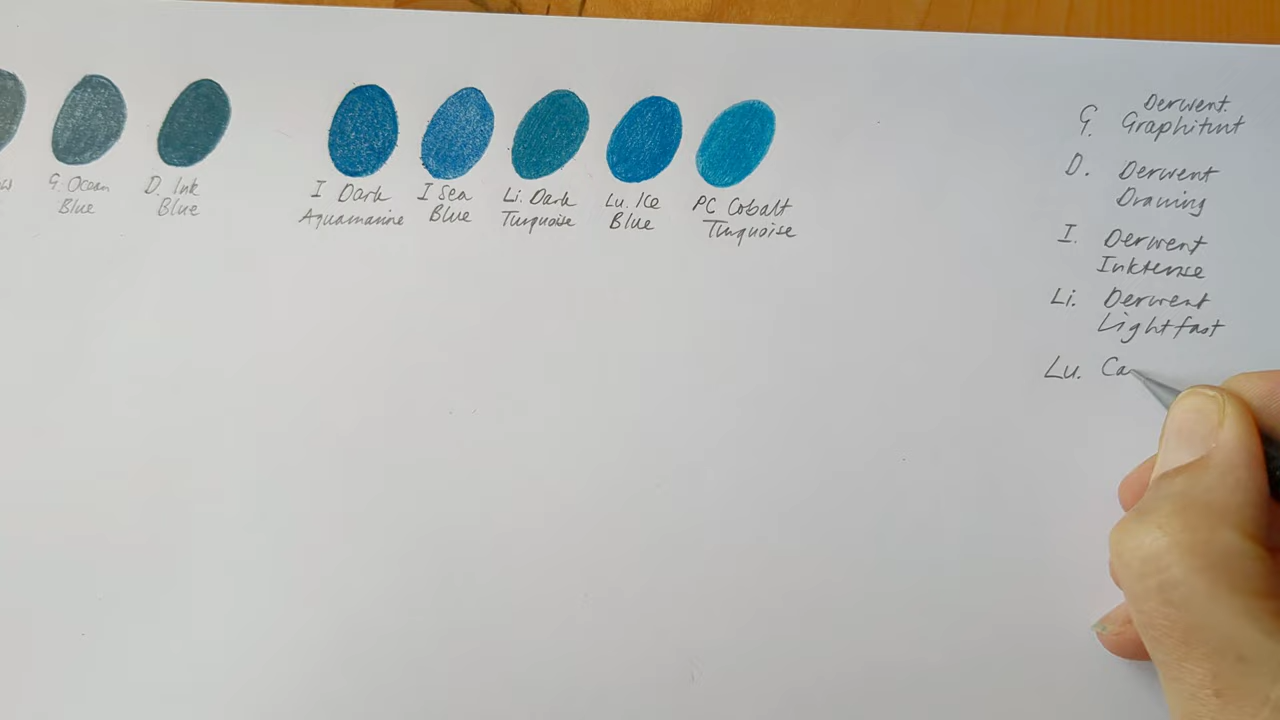 G. Ocean
Blue
D. Ink
Blue
I Dark
Aquamarine
I Sea
Blue
Li. Dark
Turquoise
Lu. Ice
Blue
PC Cobalt
Turquoise
G. Derwent.
Graphitint
D. Derwent
Drawing
I. Derwent
Inktense
Li. Derwent
Lightfast
Lu. Ca